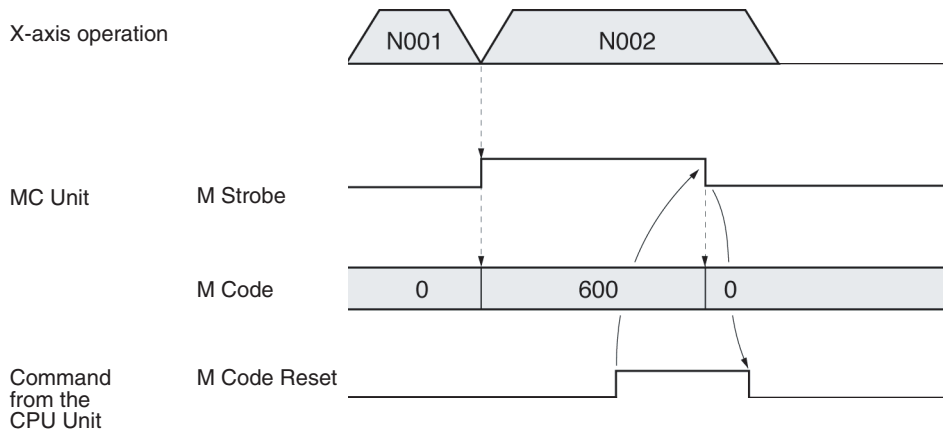 X-axis operation
N001
N002
MC Unit
M Strobe
M Code
0
600
0
Command
from the
CPU Unit
M Code Reset